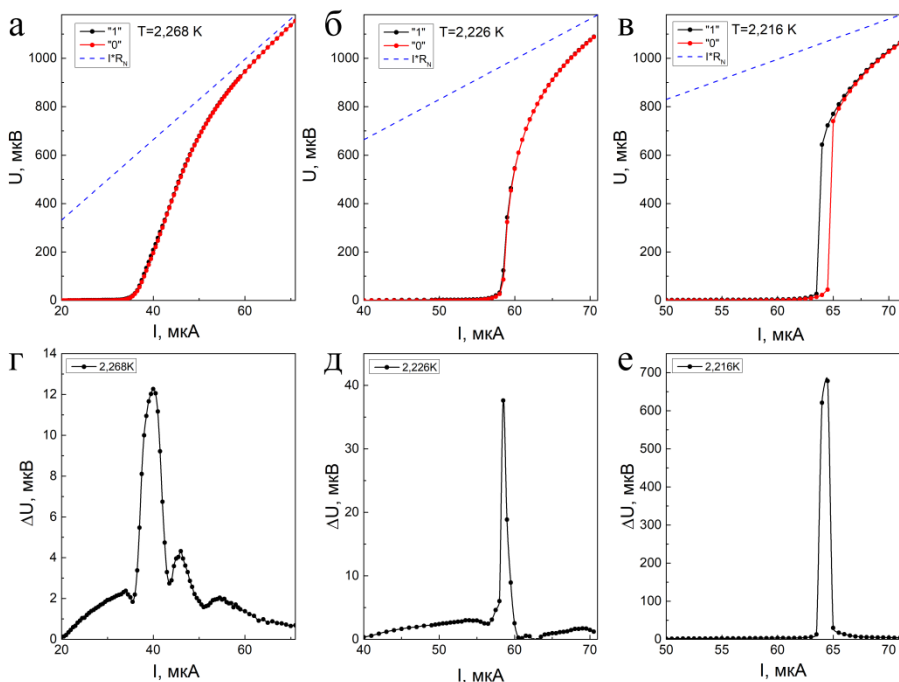 а
"1" T=2,268 K
"0"
I*R_N
1000
800
600
400
200
0
U, мкВ
20 40 60
I, мкА
б
"1" T=2,226 K
"0"
I*R_N
1000
800
600
400
200
0
U, мкВ
40 50 60 70
I, мкА
в
"1" T=2,216 K
"0"
I*R_N
1000
800
600
400
200
0
U, мкВ
50 55 60 65 70
I, мкА
г
2,268K
14
12
10
8
6
4
2
0
ΔU, мкВ
20 40 60
I, мкА
д
2,226K
40
30
15
0
ΔU, мкВ
40 50 60 70
I, мкА
е
2,216K
700
600
500
400
300
200
100
0
ΔU, мкВ
50 55 60 65 70
I, мкА